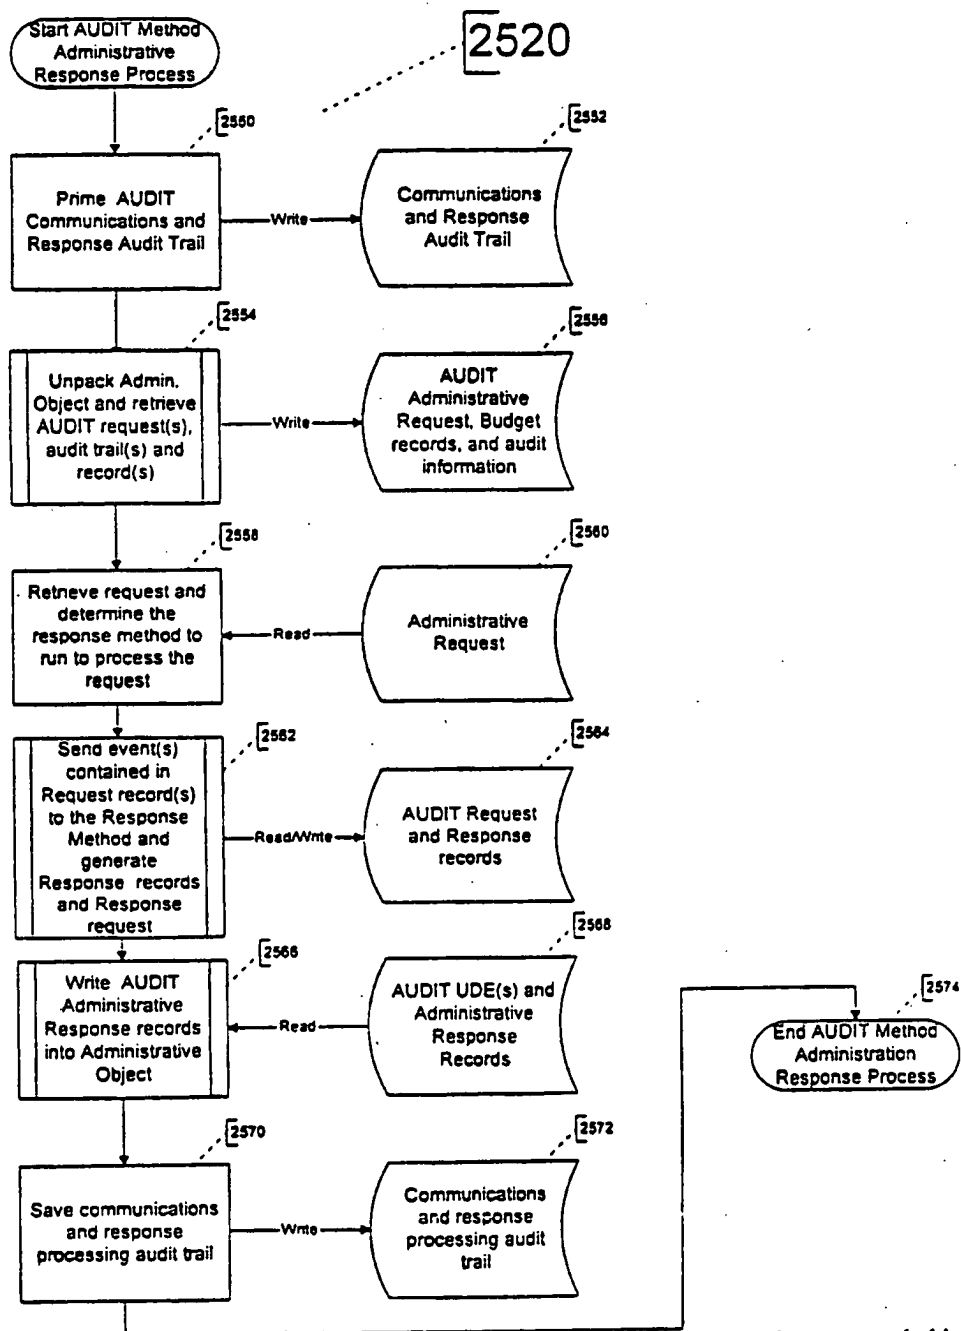 Start AUDIT Method
Administrative
Response Process
2520
2550
Prime AUDIT
Communications and
Response Audit Trail
Write
2552
Communications
and Response
Audit Trail
2554
Unpack Admin.
Object and retrieve
AUDIT request(s),
audit trail(s) and
record(s)
Write
2556
AUDIT
Administrative
Request, Budget
records, and audit
information
2558
Retrieve request and
determine the
response method to
run to process the
request
Read
2560
Administrative
Request
2562
Send event(s)
contained in
Request record(s)
to the Response
Method and
generate
Response records
and Response
request
Read/Write
2564
AUDIT Request
and Response
records
2566
Write AUDIT
Administrative
Response records
into Administrative
Object
Read
2568
AUDIT UDE(s) and
Administrative
Response
Records
2570
Save communications
and response
processing audit trail
Write
2572
Communications
and response
processing audit
trail
2574
End AUDIT Method
Administration
Response Process